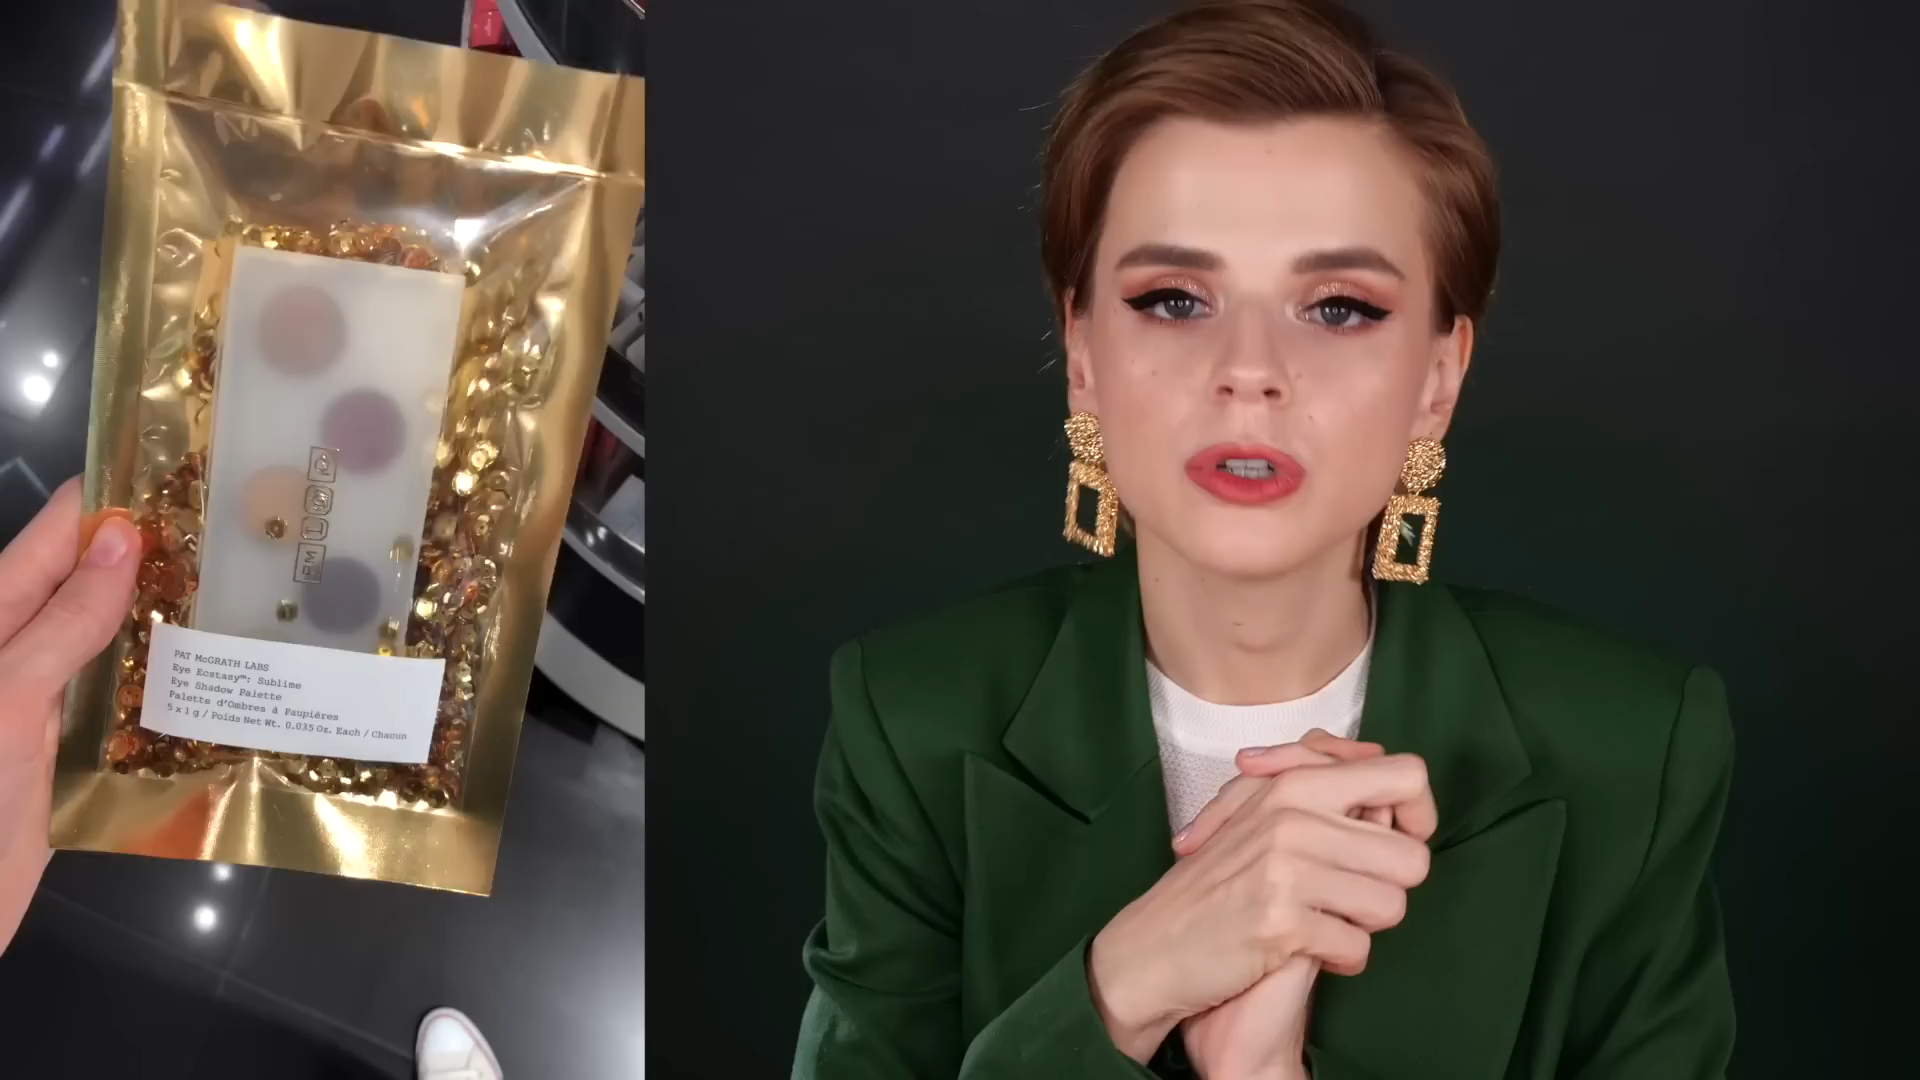 PAT McGRATH LABS
Eye Ecstasy™: Sublime
Eye Shadow Palette
Palette d'Ombres à Paupières
5 x 1 g / Poids Net Wt. 0.035 Oz. Each / Chacun